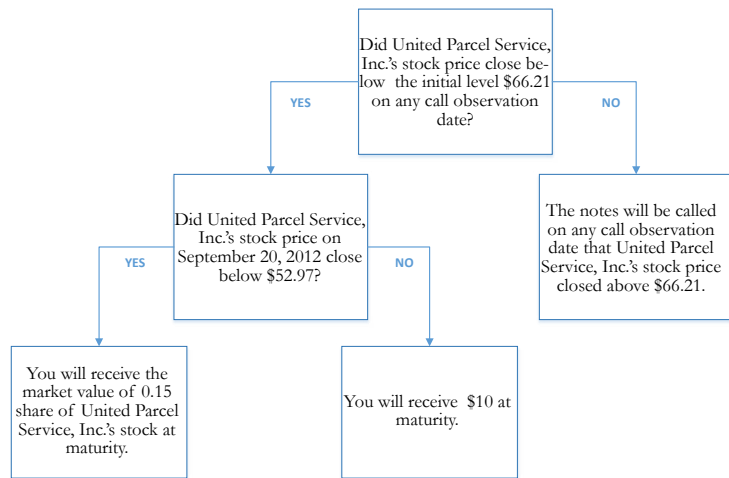 Did United Parcel Service,
Inc.'s stock price close be-
low the initial level $66.21
on any call observation
date?
YES
NO
Did United Parcel Service,
Inc.'s stock price on
September 20, 2012 close
below $52.97?
The notes will be called
on any call observation
date that United Parcel
Service, Inc.'s stock price
closed above $66.21.
YES
NO
You will receive the
market value of 0.15
share of United Parcel
Service, Inc.'s stock at
maturity.
You will receive $10 at
maturity.